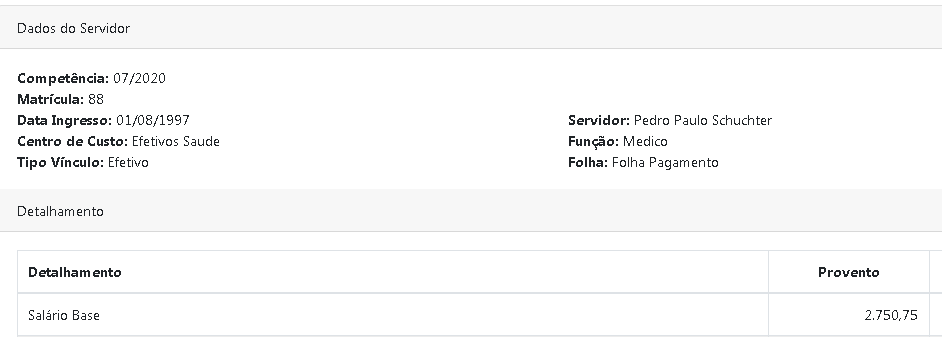 Dados do Servidor
Competência: 07/2020
Matrícula: 88
Data Ingresso: 01/08/1997
Servidor: Pedro Paulo Schuchter
Centro de Custo: Efetivos Saude
Função: Medico
Tipo Vínculo: Efetivo
Folha: Folha Pagamento
Detalhamento
Detalhamento Provento
Salário Base 2.750,75